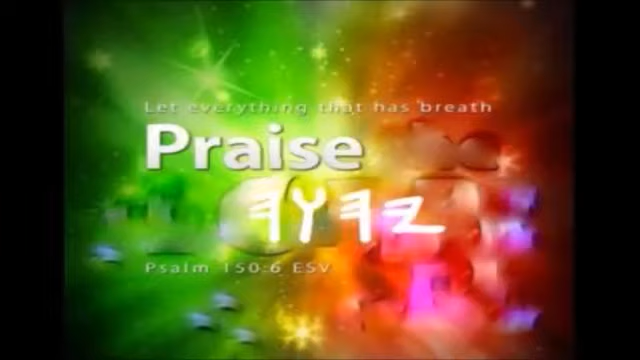 Let everything that has breath
Praise
𐤉𐤄𐤅𐤄
Psalm 150:6 ESV